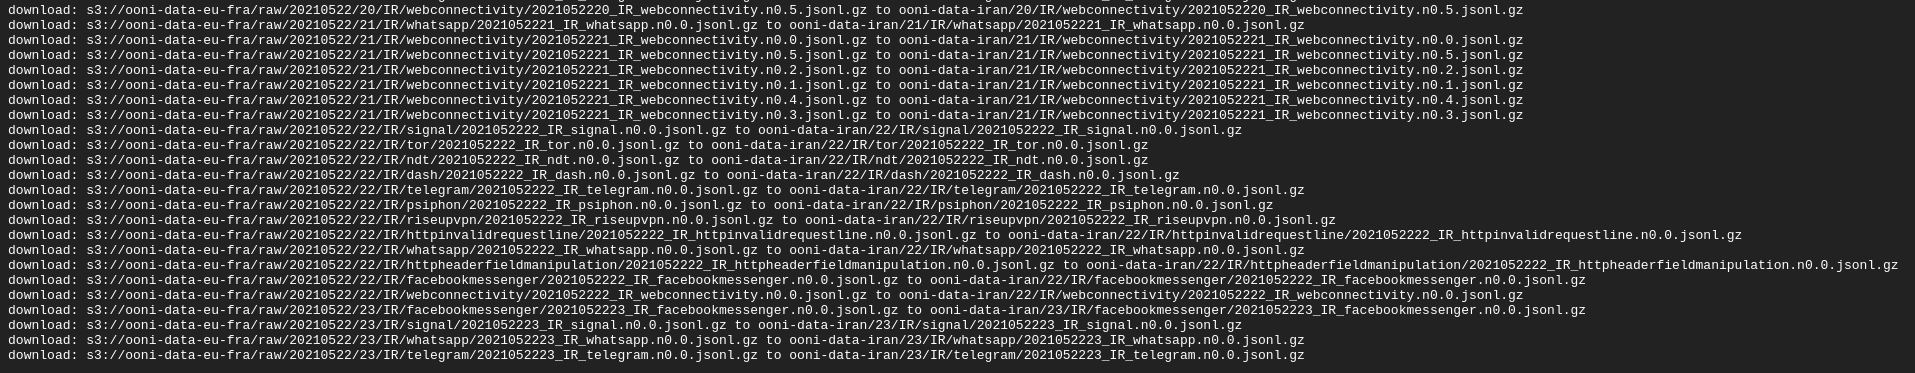 download: s3://ooni-data-eu-fra/raw/20210522/20/IR/webconnectivity/2021052220_IR_webconnectivity.n0.5.jsonl.gz to ooni-data-iran/20/IR/webconnectivity/2021052220_IR_webconnectivity.n0.5.jsonl.gz
download: s3://ooni-data-eu-fra/raw/20210522/21/IR/whatsapp/2021052221_IR_whatsapp.n0.0.jsonl.gz to ooni-data-iran/21/IR/whatsapp/2021052221_IR_whatsapp.n0.0.jsonl.gz
download: s3://ooni-data-eu-fra/raw/20210522/21/IR/webconnectivity/2021052221_IR_webconnectivity.n0.0.jsonl.gz to ooni-data-iran/21/IR/webconnectivity/2021052221_IR_webconnectivity.n0.0.jsonl.gz
download: s3://ooni-data-eu-fra/raw/20210522/21/IR/webconnectivity/2021052221_IR_webconnectivity.n0.5.jsonl.gz to ooni-data-iran/21/IR/webconnectivity/2021052221_IR_webconnectivity.n0.5.jsonl.gz
download: s3://ooni-data-eu-fra/raw/20210522/21/IR/webconnectivity/2021052221_IR_webconnectivity.n0.2.jsonl.gz to ooni-data-iran/21/IR/webconnectivity/2021052221_IR_webconnectivity.n0.2.jsonl.gz
download: s3://ooni-data-eu-fra/raw/20210522/21/IR/webconnectivity/2021052221_IR_webconnectivity.n0.1.jsonl.gz to ooni-data-iran/21/IR/webconnectivity/2021052221_IR_webconnectivity.n0.1.jsonl.gz
download: s3://ooni-data-eu-fra/raw/20210522/21/IR/webconnectivity/2021052221_IR_webconnectivity.n0.4.jsonl.gz to ooni-data-iran/21/IR/webconnectivity/2021052221_IR_webconnectivity.n0.4.jsonl.gz
download: s3://ooni-data-eu-fra/raw/20210522/21/IR/webconnectivity/2021052221_IR_webconnectivity.n0.3.jsonl.gz to ooni-data-iran/21/IR/webconnectivity/2021052221_IR_webconnectivity.n0.3.jsonl.gz
download: s3://ooni-data-eu-fra/raw/20210522/22/IR/signal/2021052222_IR_signal.n0.0.jsonl.gz to ooni-data-iran/22/IR/signal/2021052222_IR_signal.n0.0.jsonl.gz
download: s3://ooni-data-eu-fra/raw/20210522/22/IR/tor/2021052222_IR_tor.n0.0.jsonl.gz to ooni-data-iran/22/IR/tor/2021052222_IR_tor.n0.0.jsonl.gz
download: s3://ooni-data-eu-fra/raw/20210522/22/IR/ndt/2021052222_IR_ndt.n0.0.jsonl.gz to ooni-data-iran/22/IR/ndt/2021052222_IR_ndt.n0.0.jsonl.gz
download: s3://ooni-data-eu-fra/raw/20210522/22/IR/dash/2021052222_IR_dash.n0.0.jsonl.gz to ooni-data-iran/22/IR/dash/2021052222_IR_dash.n0.0.jsonl.gz
download: s3://ooni-data-eu-fra/raw/20210522/22/IR/telegram/2021052222_IR_telegram.n0.0.jsonl.gz to ooni-data-iran/22/IR/telegram/2021052222_IR_telegram.n0.0.jsonl.gz
download: s3://ooni-data-eu-fra/raw/20210522/22/IR/psiphon/2021052222_IR_psiphon.n0.0.jsonl.gz to ooni-data-iran/22/IR/psiphon/2021052222_IR_psiphon.n0.0.jsonl.gz
download: s3://ooni-data-eu-fra/raw/20210522/22/IR/riseupvpn/2021052222_IR_riseupvpn.n0.0.jsonl.gz to ooni-data-iran/22/IR/riseupvpn/2021052222_IR_riseupvpn.n0.0.jsonl.gz
download: s3://ooni-data-eu-fra/raw/20210522/22/IR/httpinvalidrequestline/2021052222_IR_httpinvalidrequestline.n0.0.jsonl.gz to ooni-data-iran/22/IR/httpinvalidrequestline/2021052222_IR_httpinvalidrequestline.n0.0.jsonl.gz
download: s3://ooni-data-eu-fra/raw/20210522/22/IR/whatsapp/2021052222_IR_whatsapp.n0.0.jsonl.gz to ooni-data-iran/22/IR/whatsapp/2021052222_IR_whatsapp.n0.0.jsonl.gz
download: s3://ooni-data-eu-fra/raw/20210522/22/IR/httpheaderfieldmanipulation/2021052222_IR_httpheaderfieldmanipulation.n0.0.jsonl.gz to ooni-data-iran/22/IR/httpheaderfieldmanipulation/2021052222_IR_httpheaderfieldmanipulation.n0.0.jsonl.gz
download: s3://ooni-data-eu-fra/raw/20210522/22/IR/facebookmessenger/2021052222_IR_facebookmessenger.n0.0.jsonl.gz to ooni-data-iran/22/IR/facebookmessenger/2021052222_IR_facebookmessenger.n0.0.jsonl.gz
download: s3://ooni-data-eu-fra/raw/20210522/22/IR/webconnectivity/2021052222_IR_webconnectivity.n0.0.jsonl.gz to ooni-data-iran/22/IR/webconnectivity/2021052222_IR_webconnectivity.n0.0.jsonl.gz
download: s3://ooni-data-eu-fra/raw/20210522/23/IR/facebookmessenger/2021052223_IR_facebookmessenger.n0.0.jsonl.gz to ooni-data-iran/23/IR/facebookmessenger/2021052223_IR_facebookmessenger.n0.0.jsonl.gz
download: s3://ooni-data-eu-fra/raw/20210522/23/IR/signal/2021052223_IR_signal.n0.0.jsonl.gz to ooni-data-iran/23/IR/signal/2021052223_IR_signal.n0.0.jsonl.gz
download: s3://ooni-data-eu-fra/raw/20210522/23/IR/whatsapp/2021052223_IR_whatsapp.n0.0.jsonl.gz to ooni-data-iran/23/IR/whatsapp/2021052223_IR_whatsapp.n0.0.jsonl.gz
download: s3://ooni-data-eu-fra/raw/20210522/23/IR/telegram/2021052223_IR_telegram.n0.0.jsonl.gz to ooni-data-iran/23/IR/telegram/2021052223_IR_telegram.n0.0.jsonl.gz